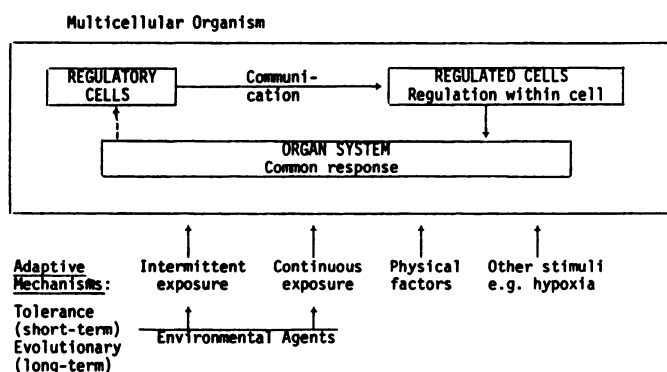 Multicellular Organism
REGULATORY
CELLS
Communi-
cation
REGULATED CELLS
Regulation within cell
ORGAN SYSTEM
Common response
Adaptive
Mechanisms:
Tolerance
(short-term)
Evolutionary
(long-term)
Intermittent
exposure
Continuous
exposure
Physical
factors
Other stimuli
e.g. hypoxia
Environmental Agents